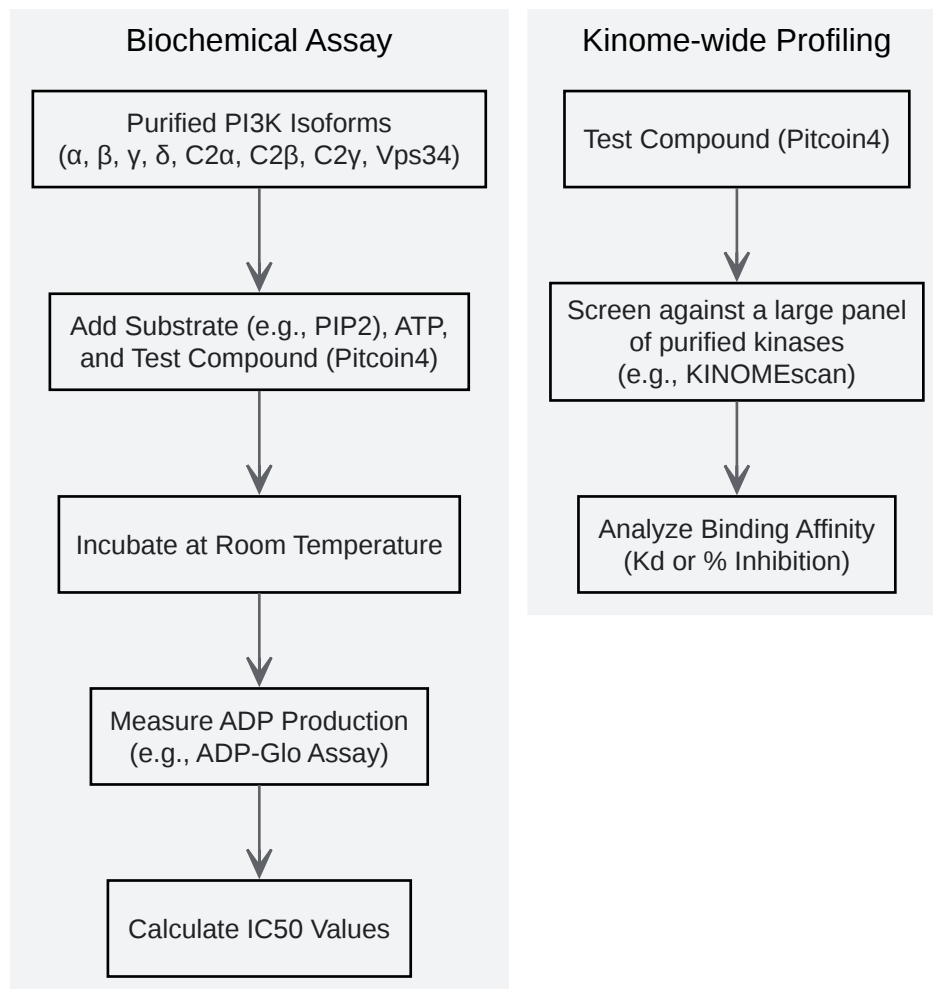 Biochemical Assay
Purified PI3K Isoforms
(α, β, γ, δ, C2α, C2β, C2γ, Vps34)
Add Substrate (e.g., PIP2), ATP,
and Test Compound (Pitcoin4)
Incubate at Room Temperature
Measure ADP Production
(e.g., ADP-Glo Assay)
Calculate IC50 Values
Kinome-wide Profiling
Test Compound (Pitcoin4)
Screen against a large panel
of purified kinases
(e.g., KINOMEscan)
Analyze Binding Affinity
(Kd or % Inhibition)